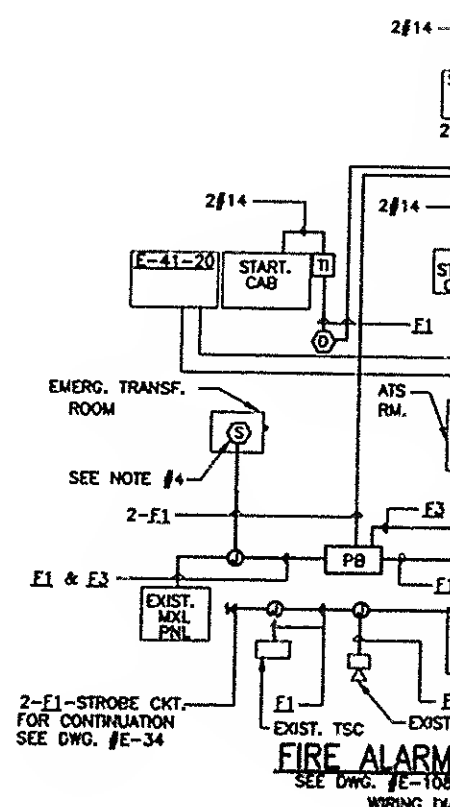 2#14
2#14
2#14
E-41-20
START.
CAB
TI
F1
D
EMERG. TRANSF.
ROOM
ATS
RM.
S
SEE NOTE #4
2-F1
F3
J
PB
F1 & F3
F1
EXIST.
MXL
PNL
J
J
2-F1-STROBE CKT.
FOR CONTINUATION
SEE DWG. #E-34
F1
EXIST. TSC
EXIST
FIRE ALARM
SEE DWG. #E-108
WIRING